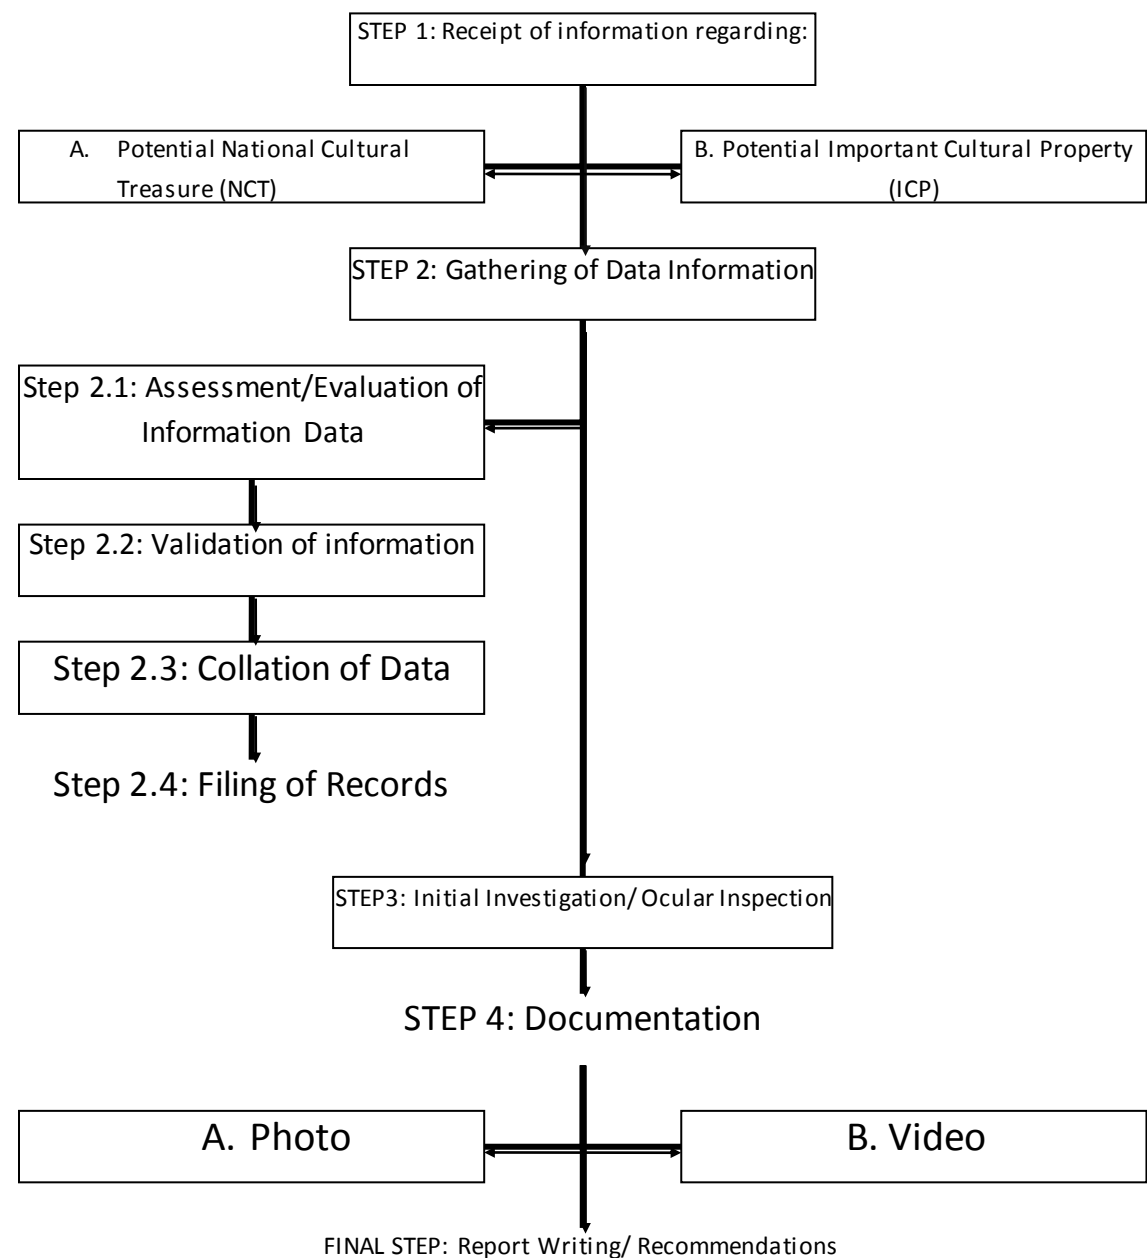 STEP 1: Receipt of information regarding:
A. Potential National Cultural
Treasure (NCT)
B. Potential Important Cultural Property
(ICP)
STEP 2: Gathering of Data Information
Step 2.1: Assessment/Evaluation of
Information Data
Step 2.2: Validation of information
Step 2.3: Collation of Data
Step 2.4: Filing of Records
STEP3: Initial Investigation/ Ocular Inspection
STEP 4: Documentation
A. Photo
B. Video
FINAL STEP: Report Writing/ Recommendations